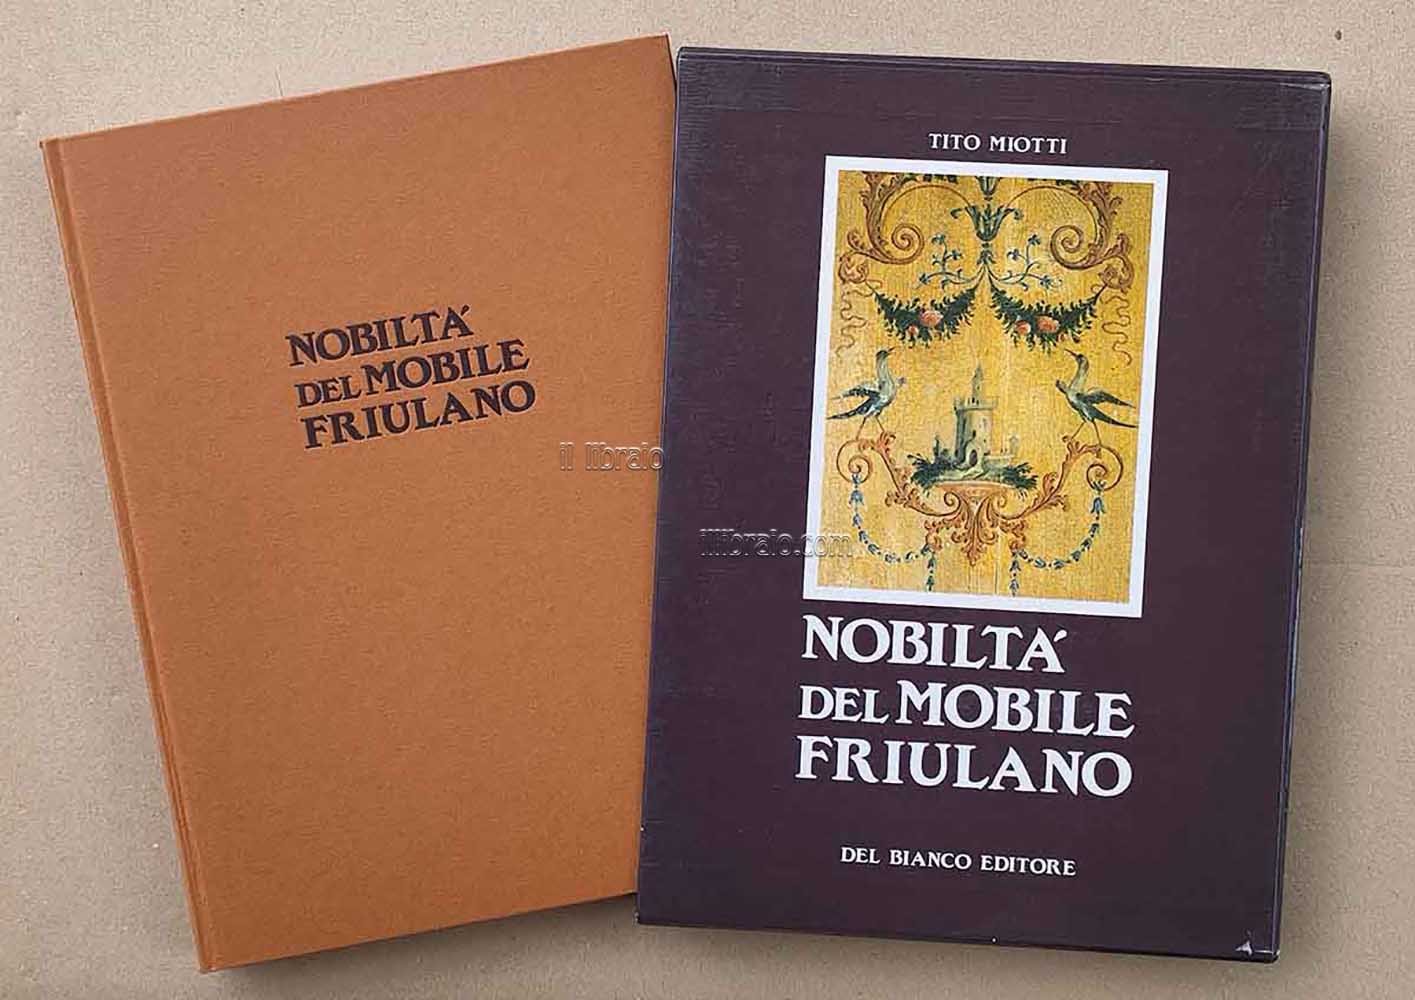 NOBILTÁ
DEL MOBILE
FRIULANO
il libraio
TITO MIOTTI
illibraio.com
NOBILTÁ
DEL MOBILE
FRIULANO
DEL BIANCO EDITORE